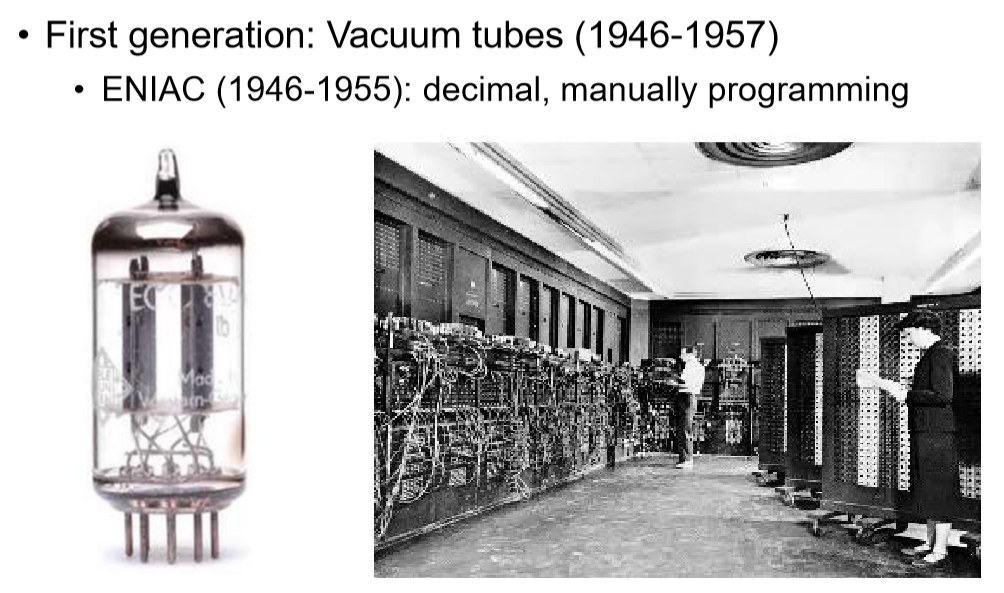 • First generation: Vacuum tubes (1946-1957)
• ENIAC (1946-1955): decimal, manually programming